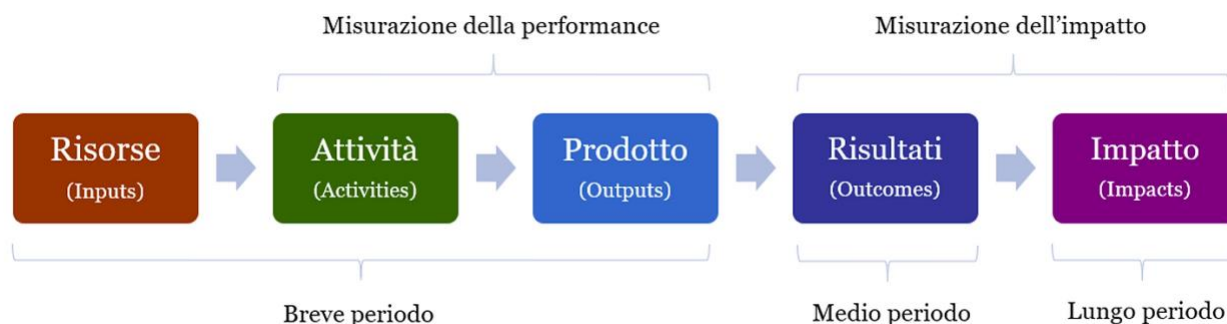 Misurazione della performance
Misurazione dell’impatto
Risorse
(Inputs)
Attività
(Activities)
Prodotto
(Outputs)
Risultati
(Outcomes)
Impatto
(Impacts)
Breve periodo
Medio periodo
Lungo periodo